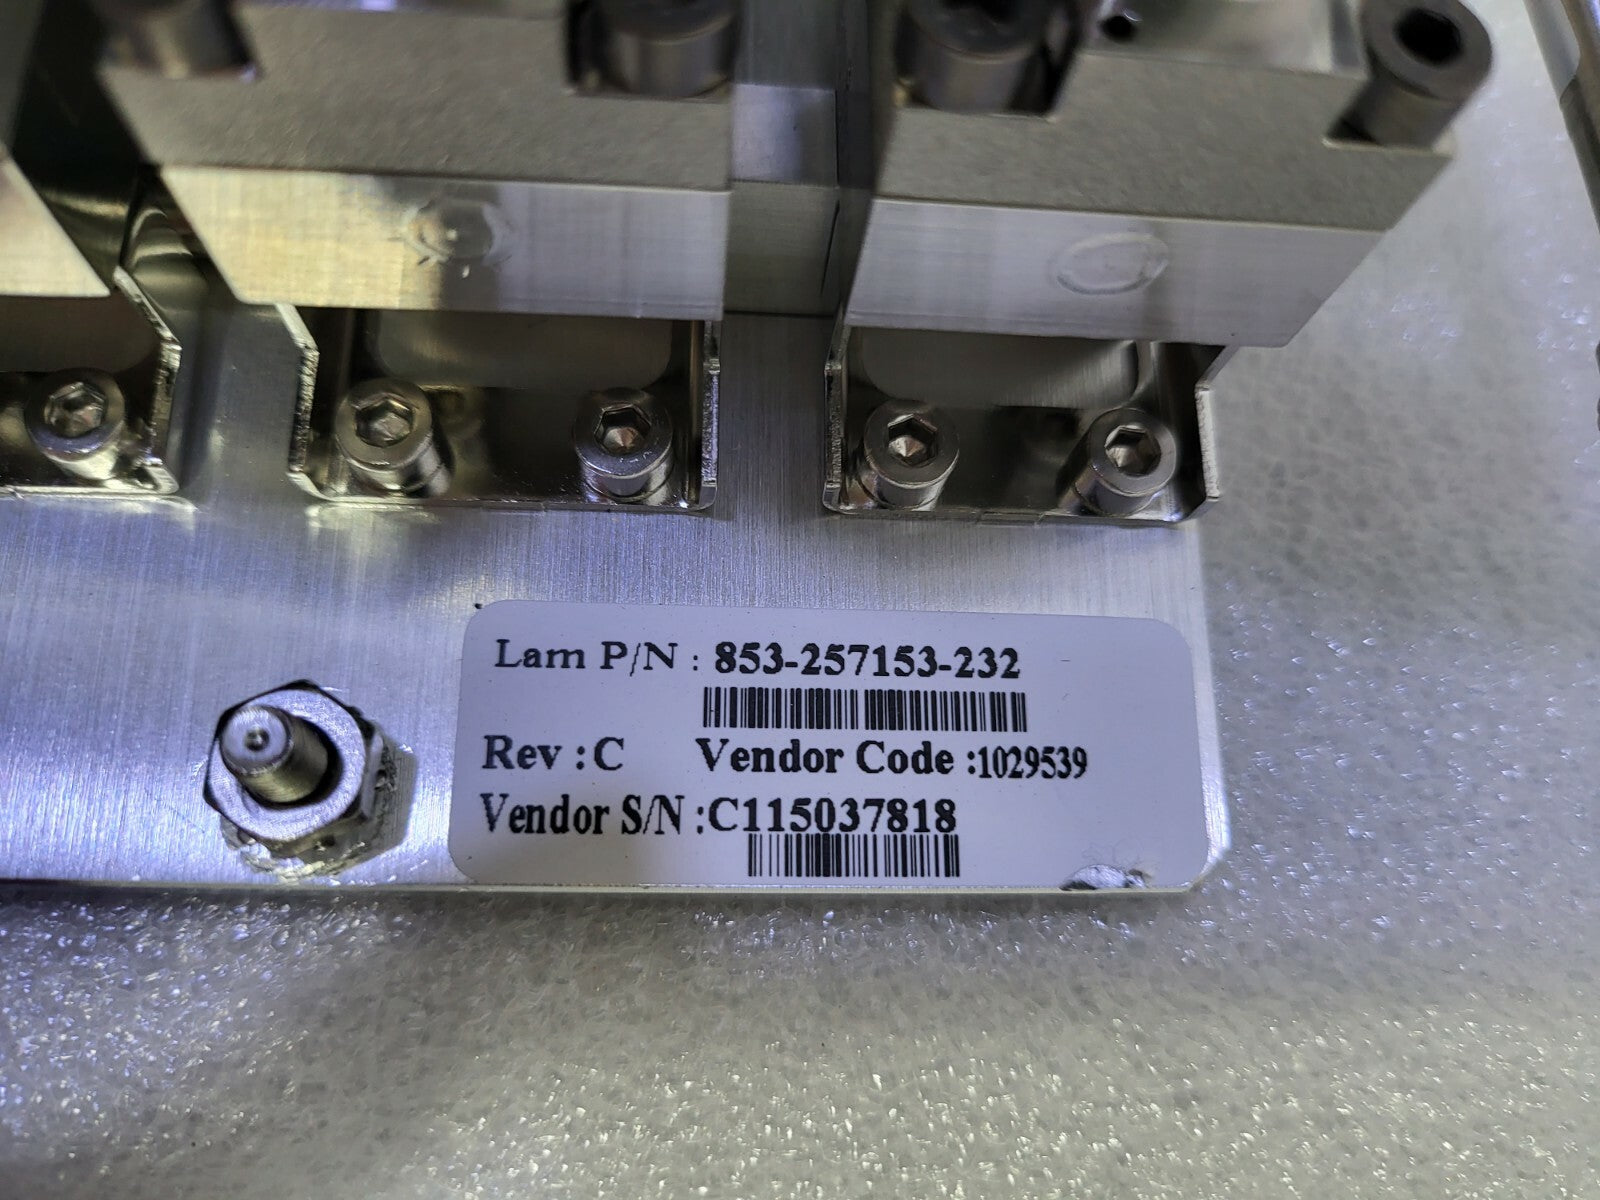 Lam P/N : 853-257153-232
Rev : C Vendor Code :1029539
Vendor S/N :C115037818